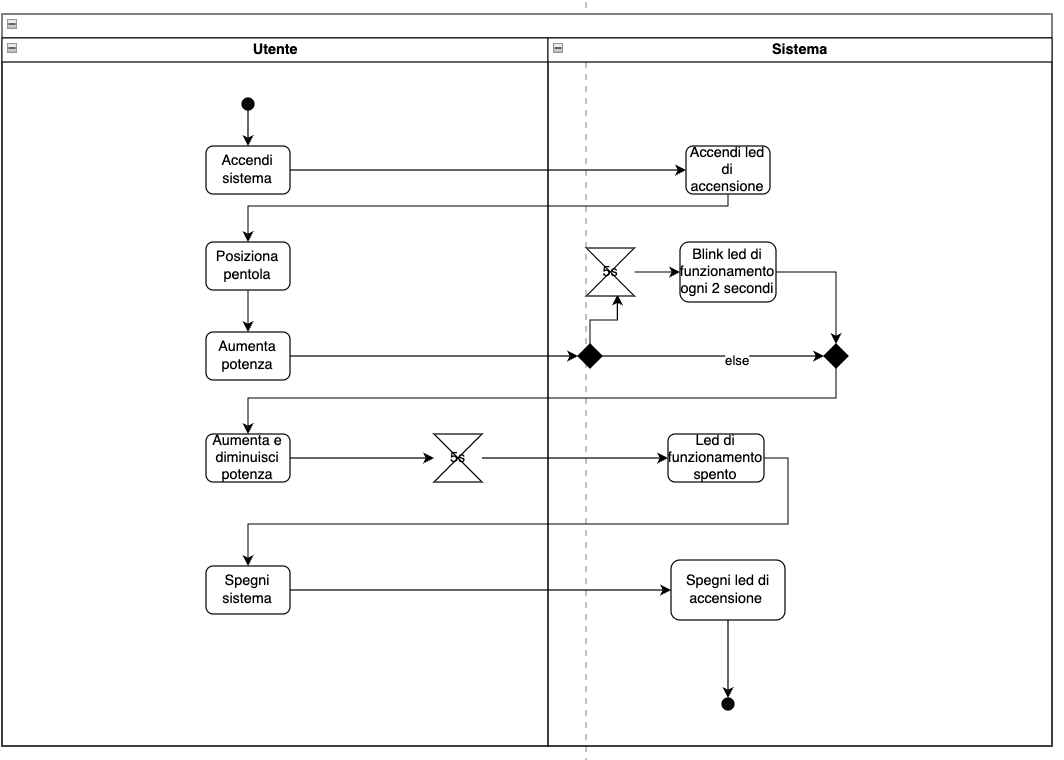 Utente
Sistema
Accendi
sistema
Accendi led
di
accensione
Posiziona
pentola
5s
Blink led di
funzionamento
ogni 2 secondi
Aumenta
potenza
else
Aumenta e
diminuisci
potenza
5s
Led di
funzionamento
spento
Spegni
sistema
Spegni led di
accensione